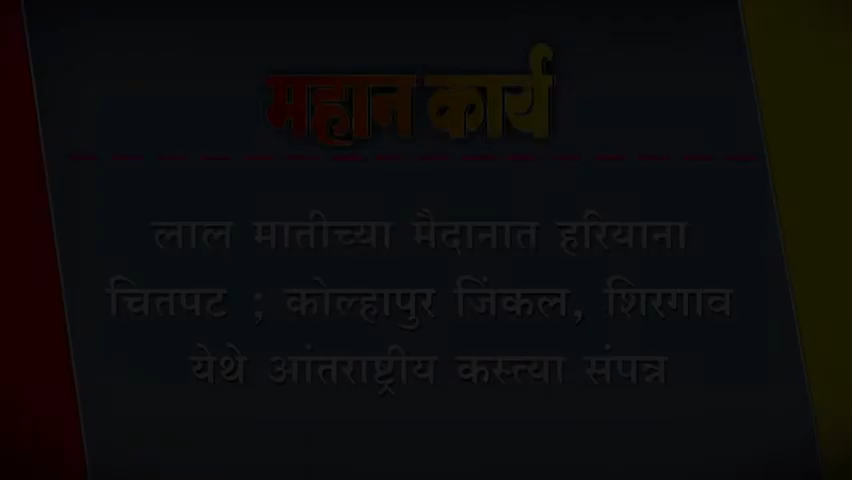 महान कार्य
लाल मातीच्या मैदानात हरियाना
चितपट ; कोल्हापुर जिंकल, शिरगाव
येथे आंतराष्ट्रीय कस्त्या संपन्न